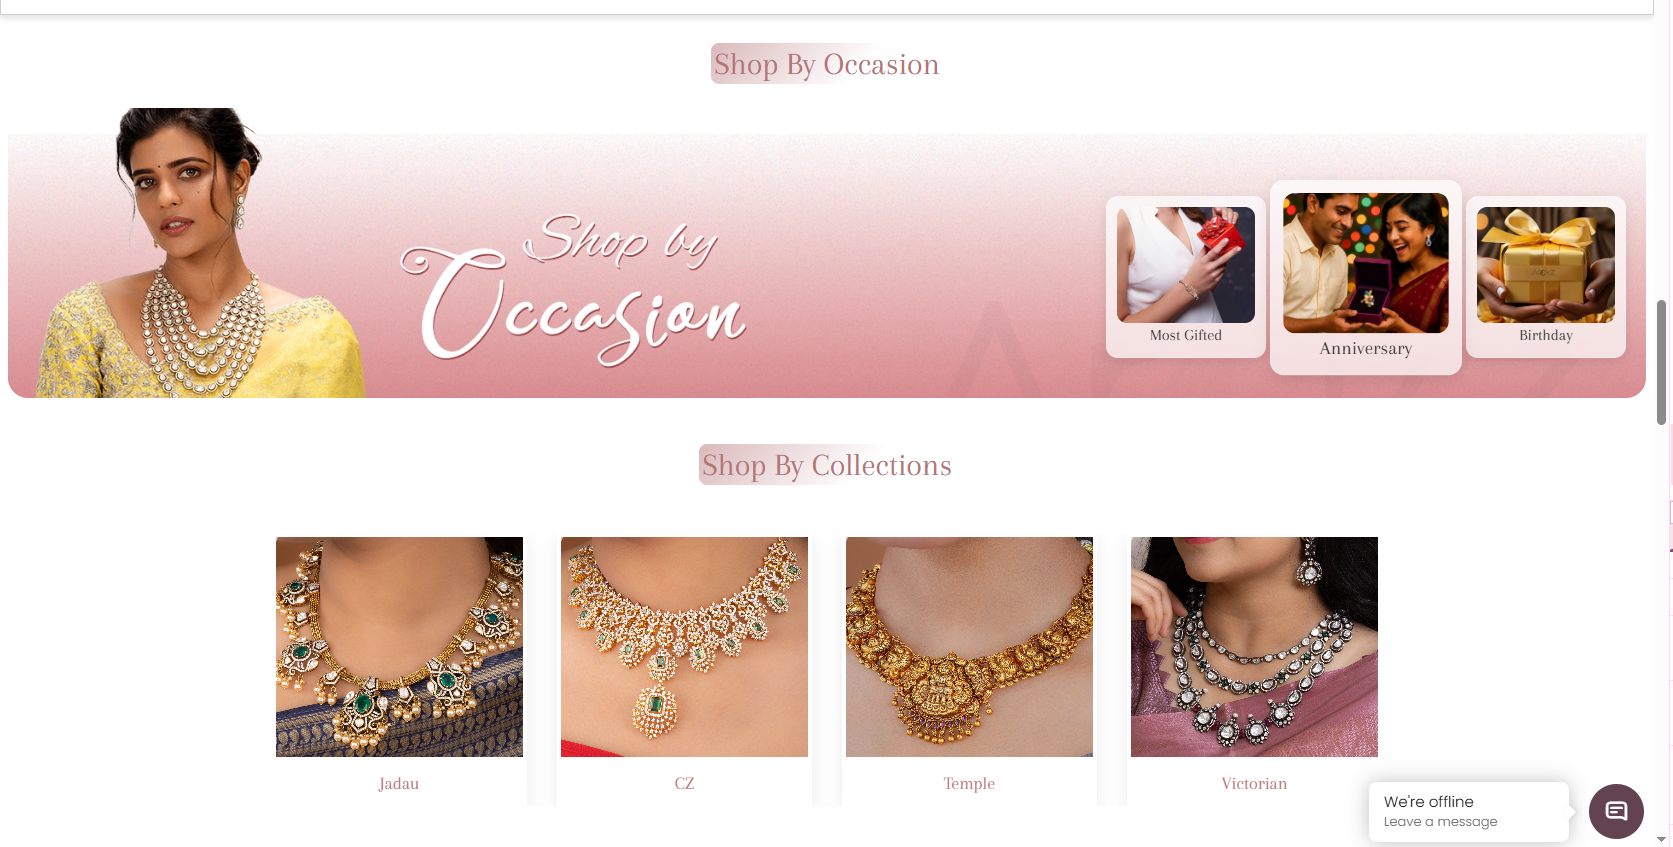 Shop By Occasion
Shop by
Occasion
Most Gifted
Anniversary
Birthday
Shop By Collections
Jadau
CZ
Temple
Victorian
We're offline
Leave a message